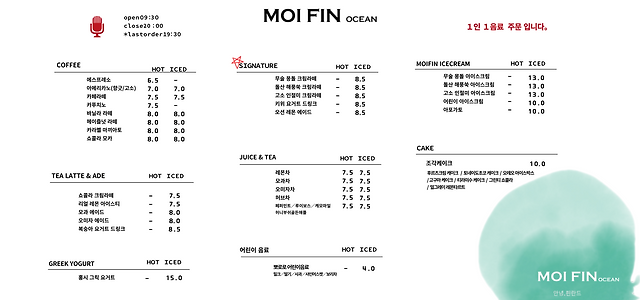 open09:30
close20:00
*lastorder19:30
MOI FIN OCEAN
1인 1음료 주문 입니다.
COFFEE
HOT ICED
에스프레소 6.5 -
아메리카노(향긋/고소) 7.0 7.0
카페라떼 7.5 7.5
카푸치노 7.5 -
바닐라 라떼 8.0 8.0
헤이즐넛 라떼 8.0 8.0
카라멜 마끼아또 8.0 8.0
쇼콜라 모카 8.0 8.0
TEA LATTE & ADE
HOT ICED
쇼콜라 크림라떼 - 7.5
리얼 레몬 아이스티 - 7.5
모과 에이드 - 8.0
오미자 에이드 - 8.0
복숭아 요거트 드링크 - 8.5
GREEK YOGURT
HOT ICED
홍시 그릭 요거트 - 15.0
SIGNATURE
HOT ICED
무슬 몽돌 크림라떼 - 8.5
돌산 해풍쑥 크림라떼 - 8.5
고소 인절미 크림라떼 - 8.5
키위 요거트 드링크 - 8.5
오션 레몬 에이드 - 8.5
JUICE & TEA
HOT ICED
레몬차 7.5 7.5
모과차 7.5 7.5
오미자차 7.5 7.5
허브차 7.5 7.5
페퍼민트／루이보스／캐모마일 7.5 7.5
어린이 음료
HOT ICED
뽀로로 어린이음료 - 4.0
MOIFIN ICECREAM
HOT ICED
무슬 몽돌 아이스크림 - 13.0
돌산 해풍쑥 아이스크림 - 13.0
고소 인절미 아이스크림 - 13.0
어린이 아이스크림 - 10.0
아포가토 - 10.0
CAKE
조각케이크 10.0
MOI FIN OCEAN